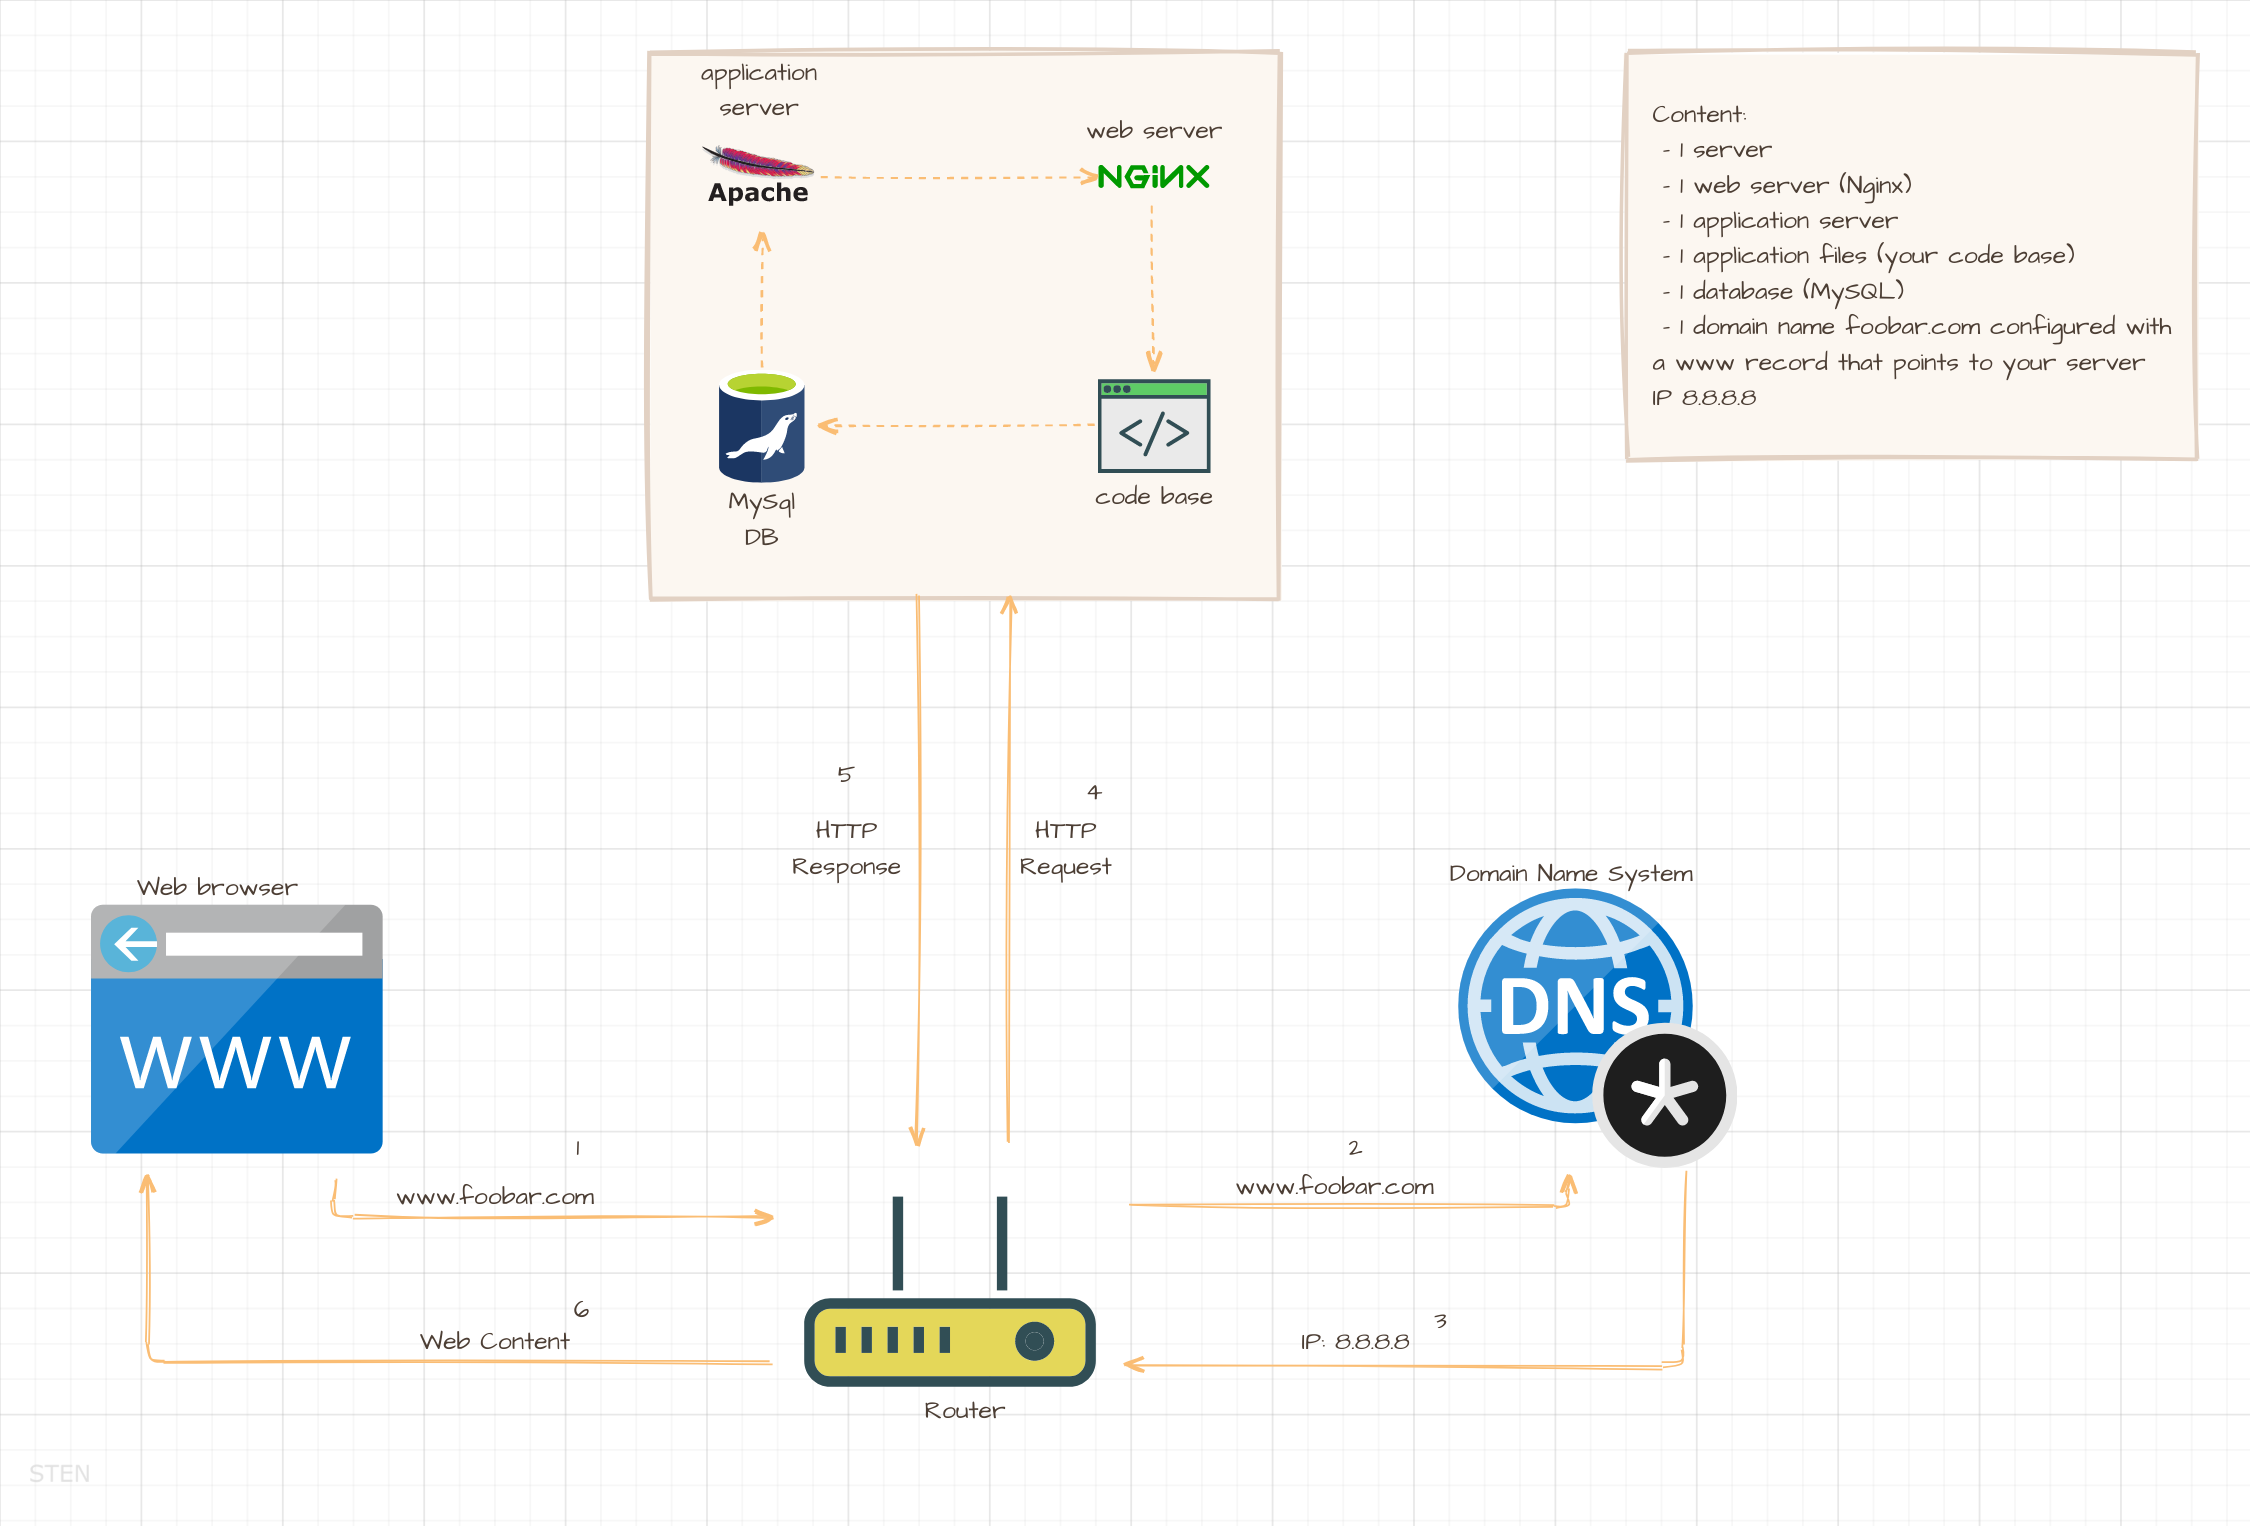 application
server
Apache
web server
NGiNX
MySql
DB
code base
Content:
- 1 server
- 1 web server (Nginx)
- 1 application server
- 1 application files (your code base)
- 1 database (MySQL)
- 1 domain name foobar.com configured with
a www record that points to your server
IP 8.8.8.8
5
HTTP
Response
4
HTTP
Request
Web browser
WWW
Domain Name System
DNS
1
www.foobar.com
2
www.foobar.com
6
Web Content
3
IP: 8.8.8.8
Router
STEN